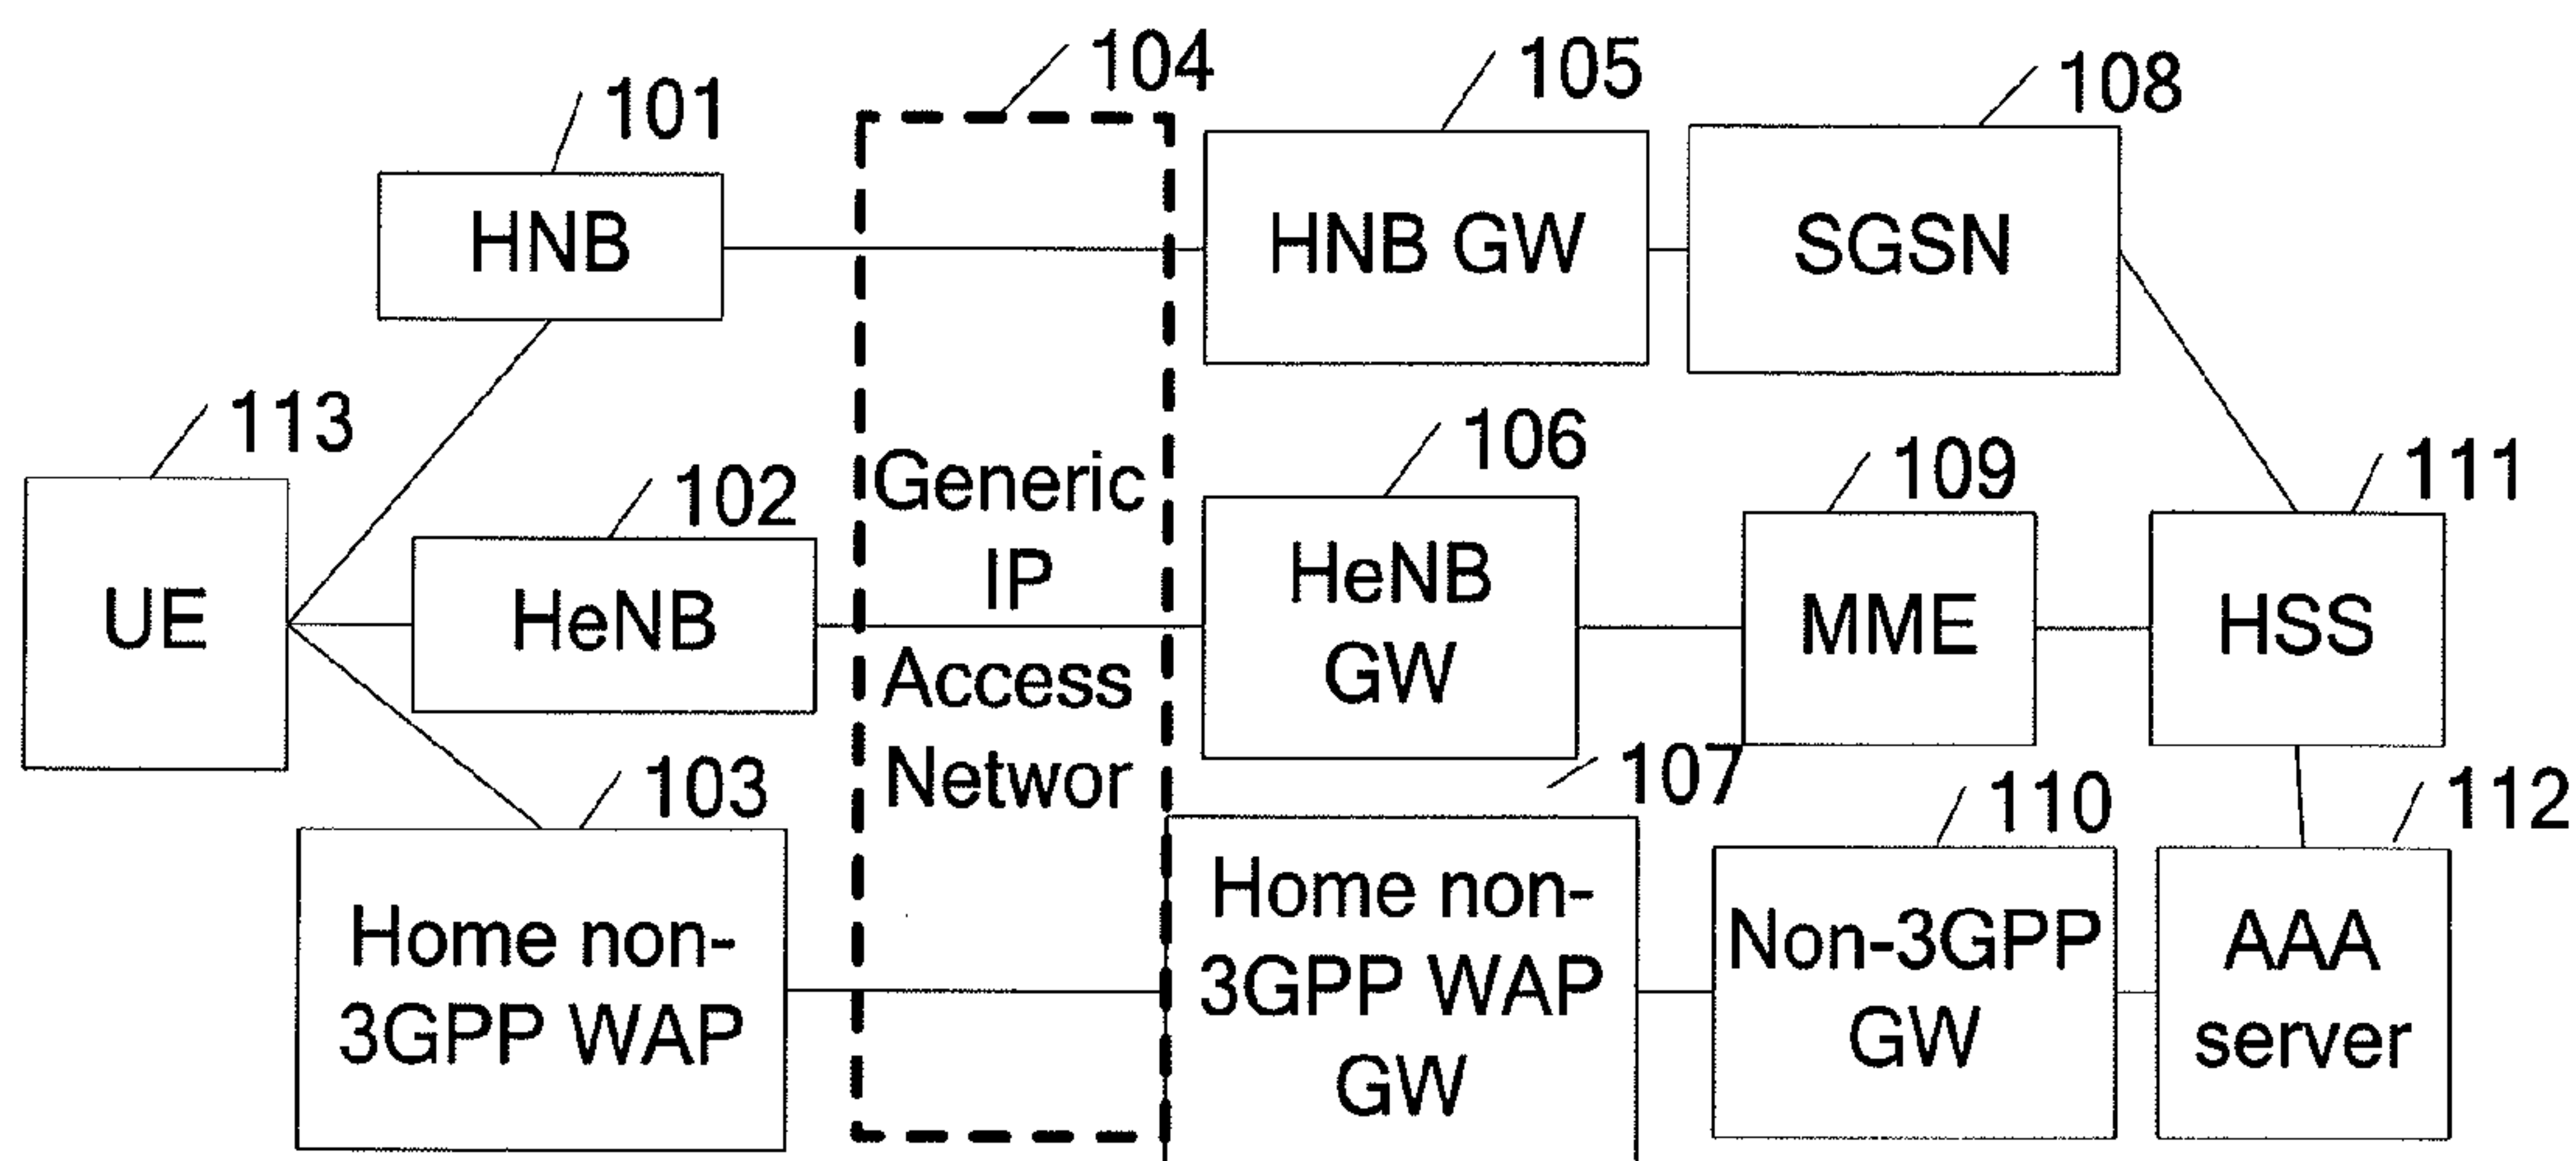 104
105
108
101
HNB
HNB GW
SGSN
113
102
106
109
111
Generic
IP
Access
Networ
UE
HeNB
HeNB
GW
MME
HSS
103
107
110
112
Home non-
3GPP WAP
Home non-
3GPP WAP
GW
Non-3GPP
GW
AAA
server